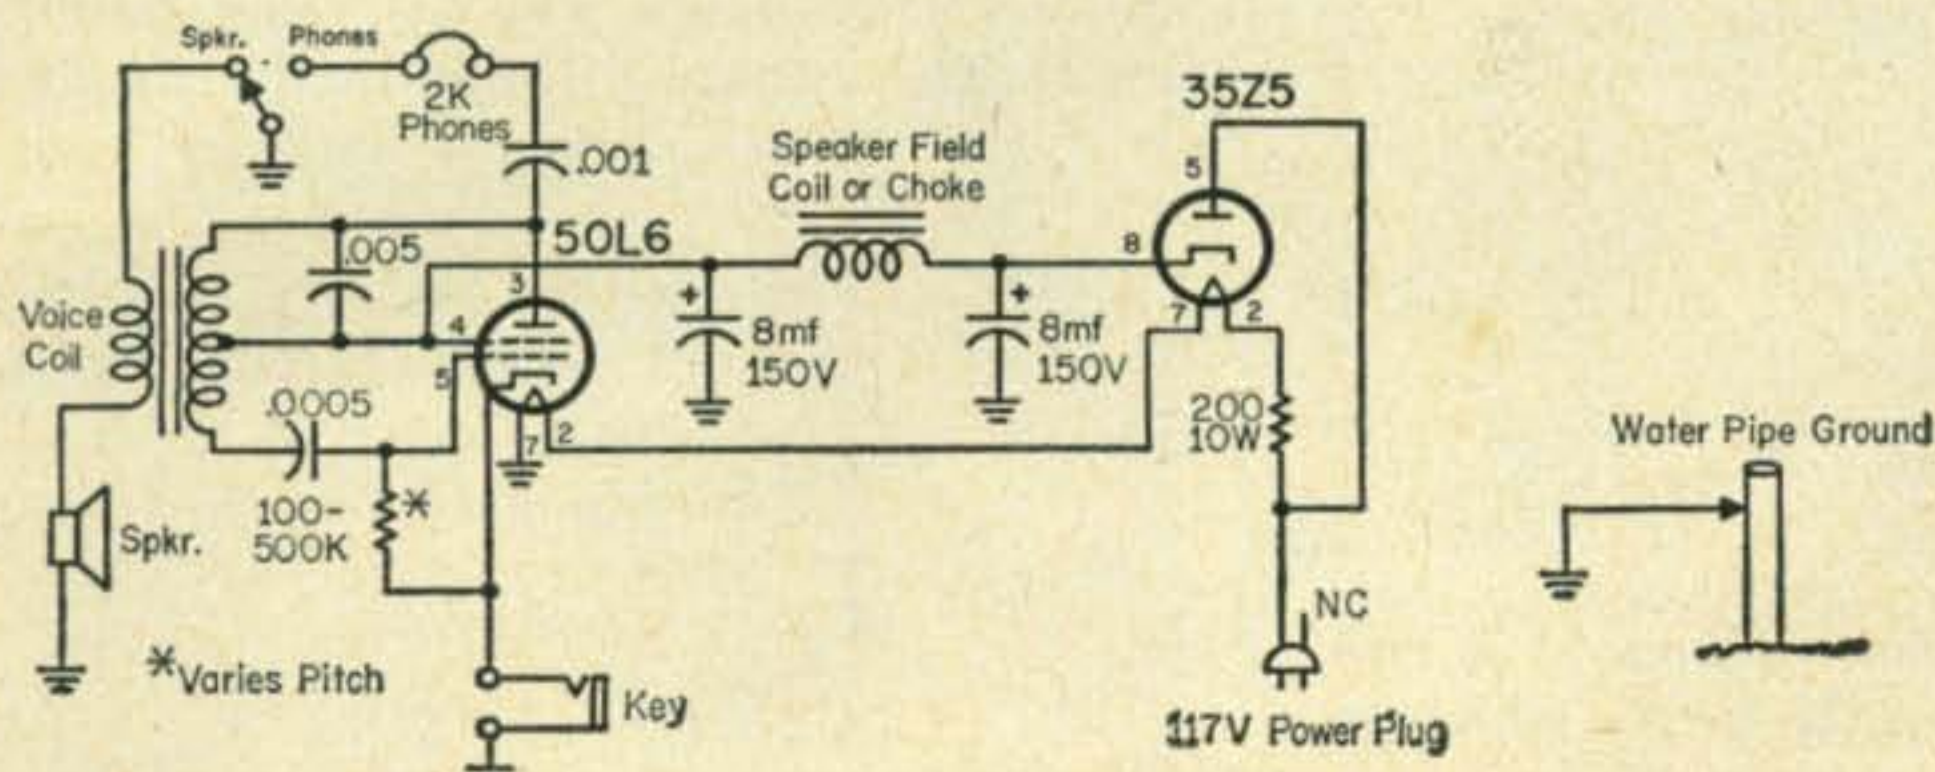 Spkr. Phones
2K
Phones
.001
.005
50L6
3
4
5
7
2
Voice
Coil
.0005
100-
500K
*
Spkr.
*Varies Pitch
Key
Speaker Field
Coil or Choke
+
8mf
150V
+
8mf
150V
35Z5
5
8
7
2
200
10W
NC
117V Power Plug
Water Pipe Ground